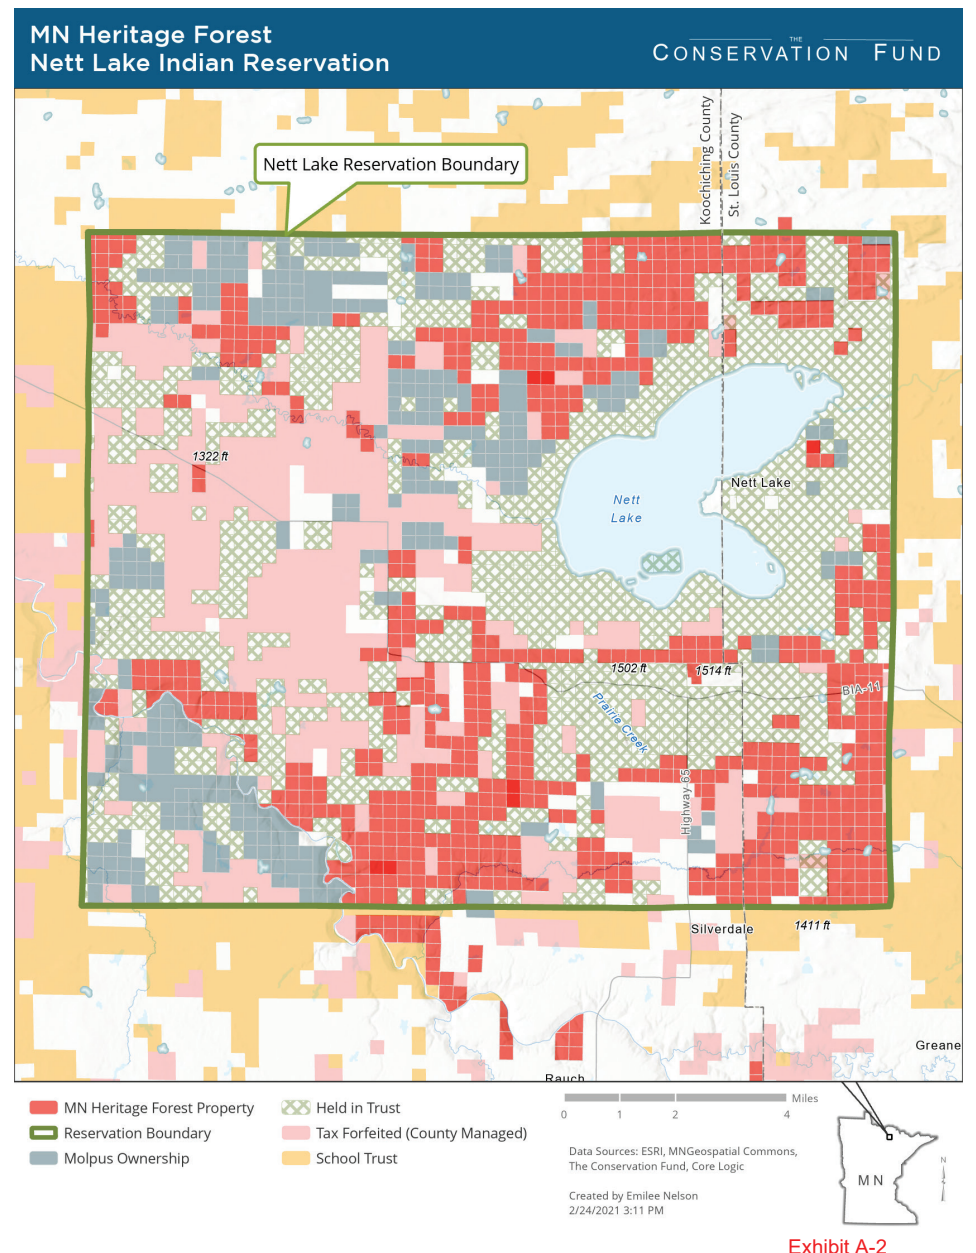 MN Heritage Forest
Nett Lake Indian Reservation
THE
CONSERVATION FUND
Koochiching County
St. Louis County
Nett Lake Reservation Boundary
1322 ft
Nett Lake
Nett
Lake
1502 ft
1514 ft
BIA-11
Prairie Creek
Highway-65
Silverdale
1411 ft
Greane
Rauch
MN Heritage Forest Property
Reservation Boundary
Molpus Ownership
Held in Trust
Tax Forfeited (County Managed)
School Trust
Miles
0 1 2 4
Data Sources: ESRI, MNGeospatial Commons,
The Conservation Fund, Core Logic
Created by Emilee Nelson
2/24/2021 3:11 PM
MN
N
Exhibit A-2